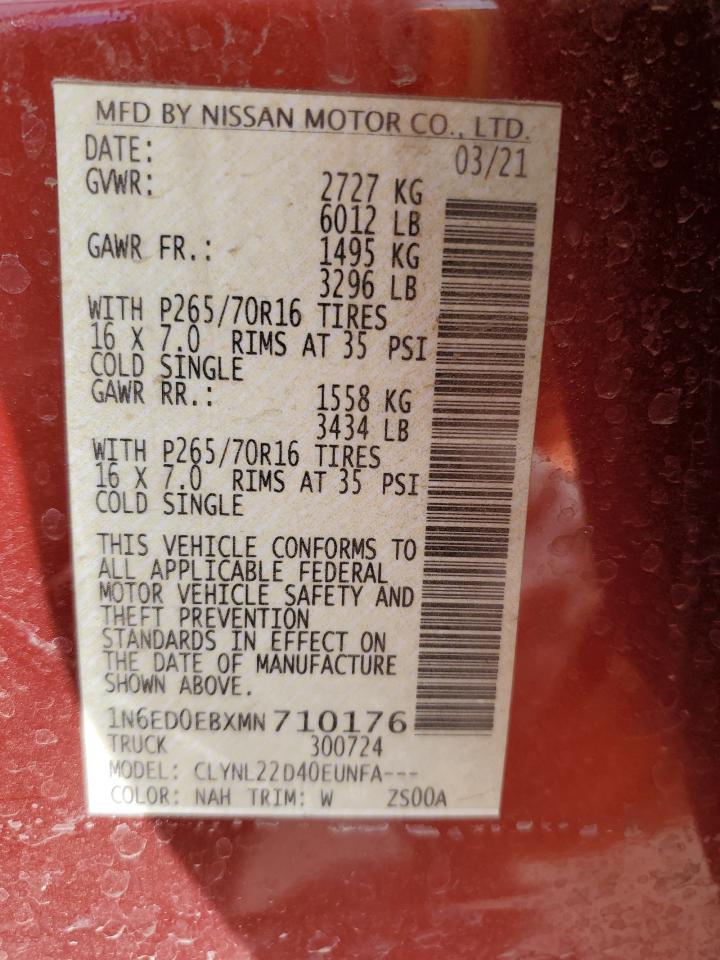 MFD BY NISSAN MOTOR CO., LTD.
DATE: 03/21
GVWR: 2727 KG
6012 LB
GAWR FR.: 1495 KG
3296 LB
WITH P265/70R16 TIRES
16 X 7.0 RIMS AT 35 PSI
COLD SINGLE
GAWR RR.: 1558 KG
3434 LB
WITH P265/70R16 TIRES
16 X 7.0 RIMS AT 35 PSI
COLD SINGLE
THIS VEHICLE CONFORMS TO
ALL APPLICABLE FEDERAL
MOTOR VEHICLE SAFETY AND
THEFT PREVENTION
STANDARDS IN EFFECT ON
THE DATE OF MANUFACTURE
SHOWN ABOVE.
1N6ED0EBXMN710176
TRUCK 300724
MODEL: CLYNL22D40EUNFA---
COLOR: NAH TRIM: W ZS00A